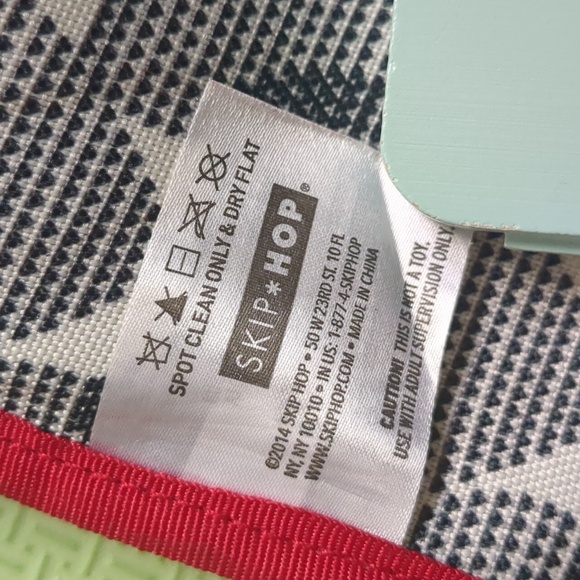 SPOT CLEAN ONLY & DRY FLAT
SKIP*HOP®
©2014 SKIP HOP • 50 W 23RD ST. 10 FL
NY, NY 10010 • IN US: 1-877-4-SKIPHOP
WWW.SKIPHOP.COM • MADE IN CHINA
CAUTION! THIS IS NOT A TOY.
USE WITH ADULT SUPERVISION ONLY.